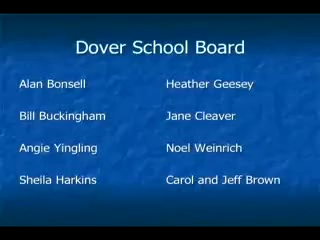 Dover School Board
Alan Bonsell
Heather Geesey
Bill Buckingham
Jane Cleaver
Angie Yingling
Noel Weinrich
Sheila Harkins
Carol and Jeff Brown